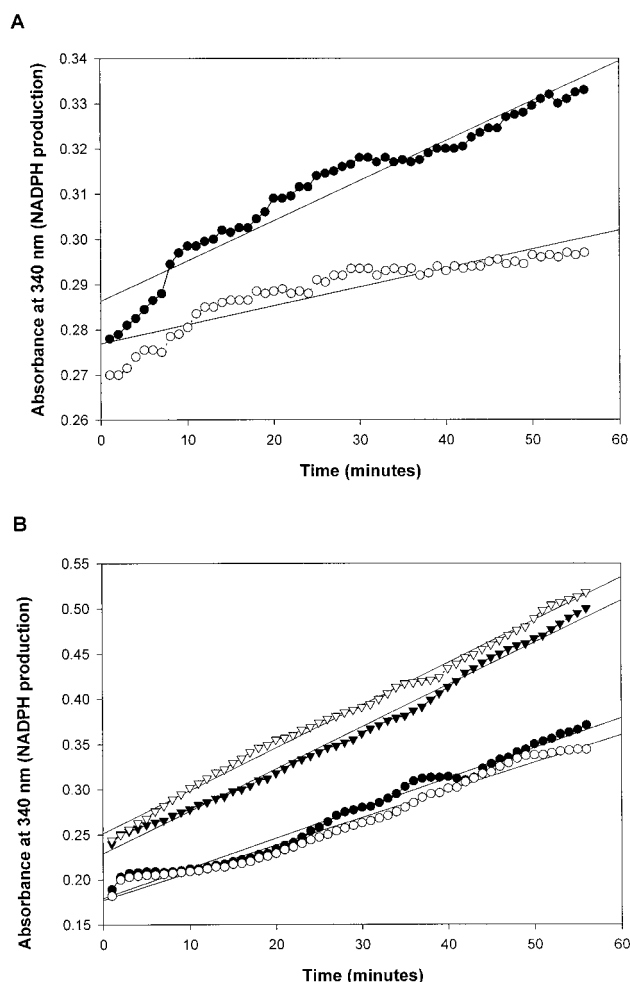 A
Absorbance at 340 nm (NADPH production)
0.34
0.33
0.32
0.31
0.30
0.29
0.28
0.27
0.26
0 10 20 30 40 50 60
Time (minutes)
B
Absorbance at 340 nm (NADPH production)
0.55
0.50
0.45
0.40
0.35
0.30
0.25
0.20
0.15
0 10 20 30 40 50 60
Time (minutes)